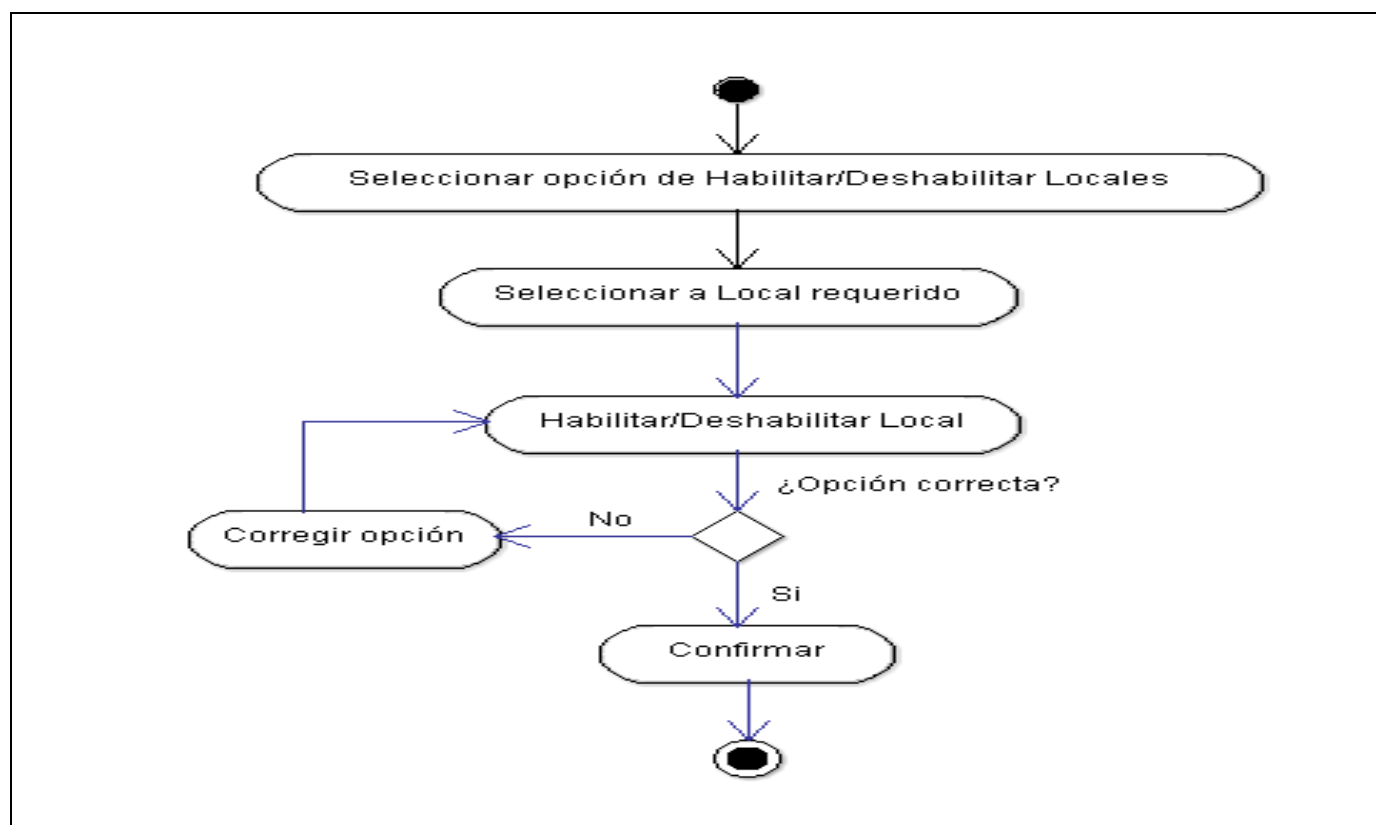 Seleccionar opción de Habilitar/Deshabilitar Locales
Seleccionar a Local requerido
Habilitar/Deshabilitar Local
¿Opción correcta?
No
Corregir opción
Si
Confirmar